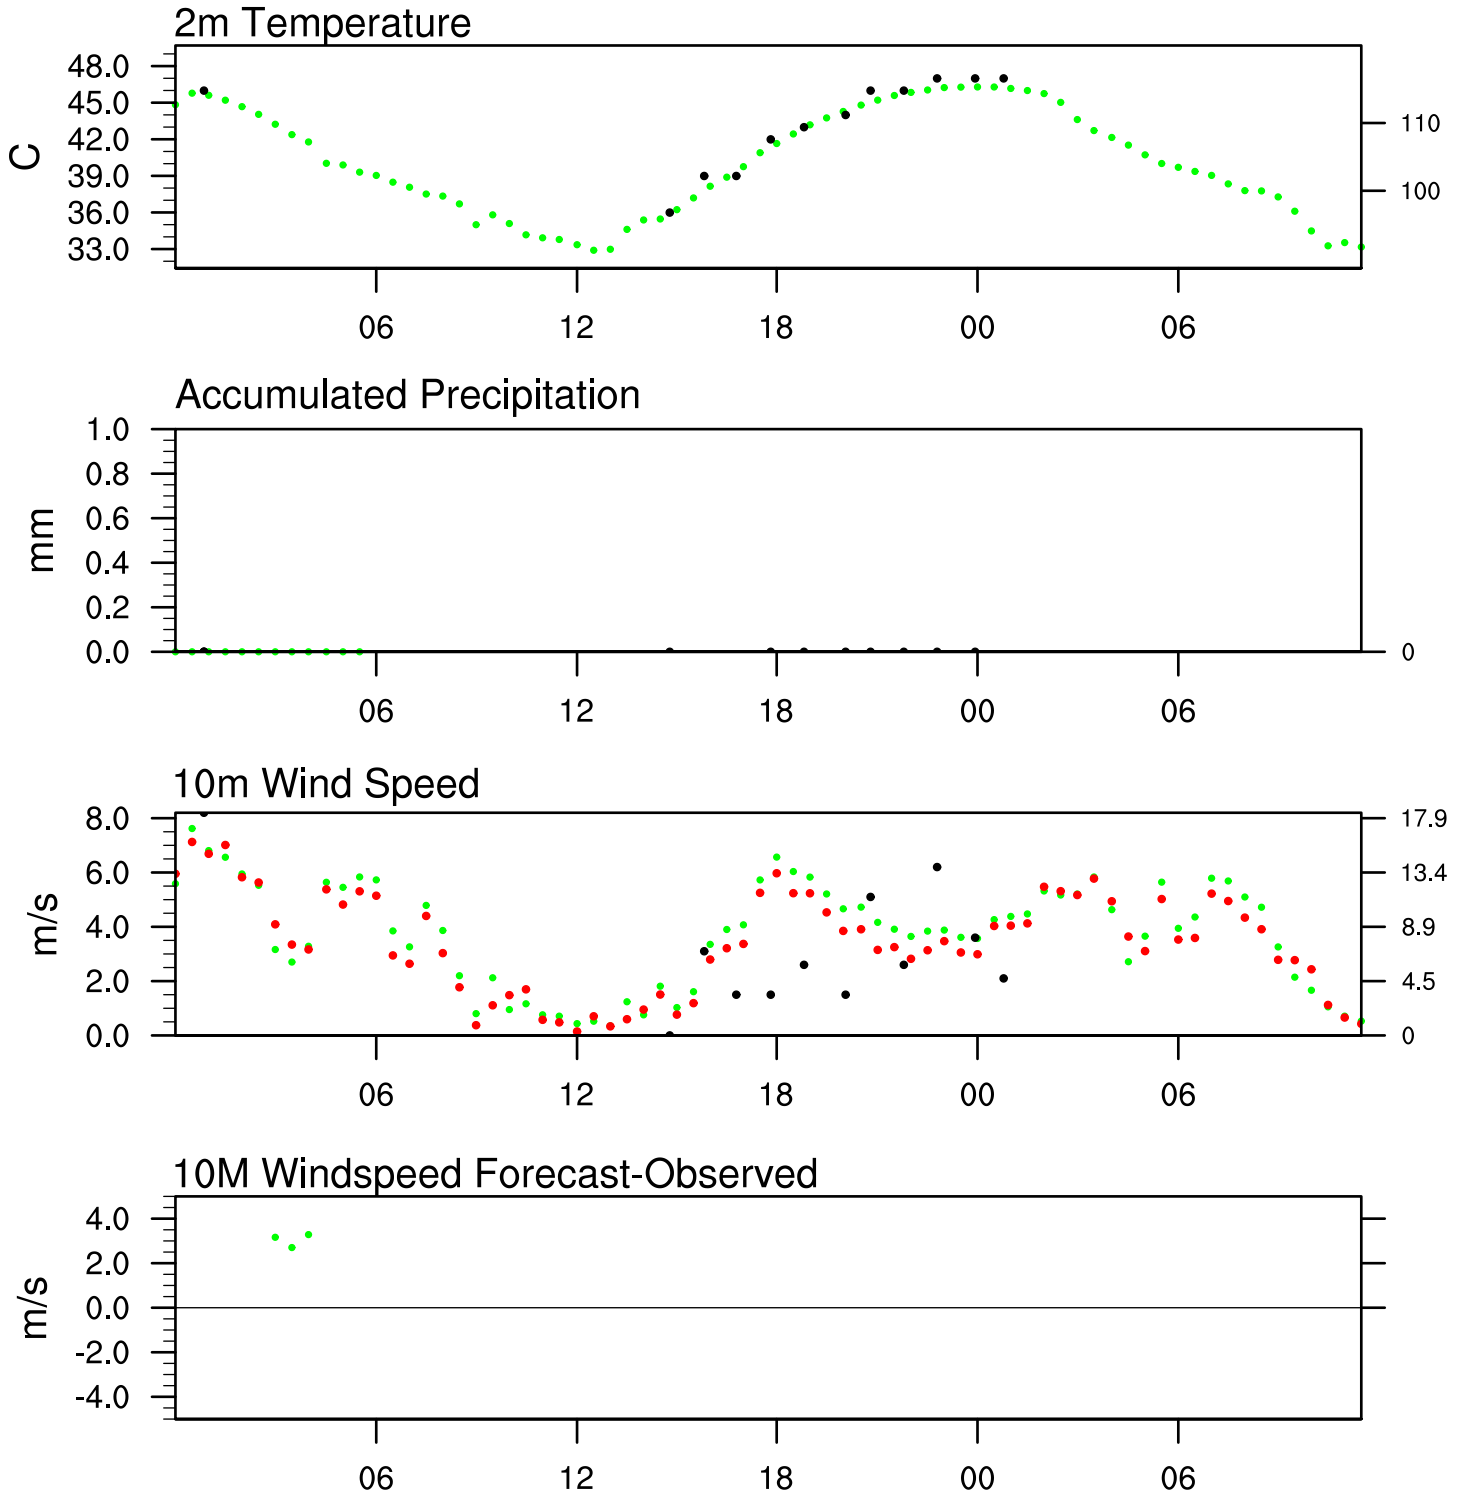 2m Temperature
48.0
45.0
42.0
39.0
36.0
33.0
C
110
100
06 12 18 00 06
Accumulated Precipitation
1.0
0.8
0.6
0.4
0.2
0.0
mm
0
06 12 18 00 06
10m Wind Speed
8.0
6.0
4.0
2.0
0.0
m/s
17.9
13.4
8.9
4.5
0
06 12 18 00 06
10M Windspeed Forecast-Observed
4.0
2.0
0.0
-2.0
-4.0
m/s
06 12 18 00 06